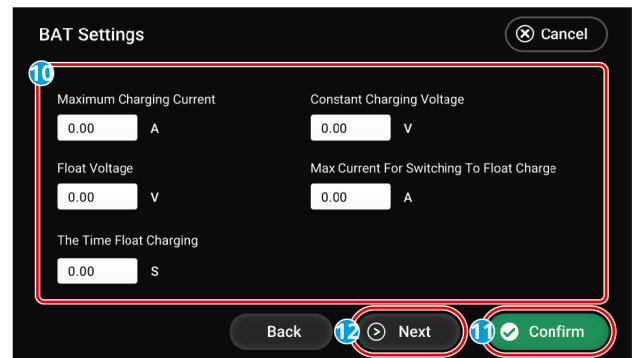 BAT Settings
Cancel
10
Maximum Charging Current
Constant Charging Voltage
0.00 A
0.00 V
Float Voltage
Max Current For Switching To Float Charge
0.00 V
0.00 A
The Time Float Charging
0.00 S
Back
12 Next
11 Confirm